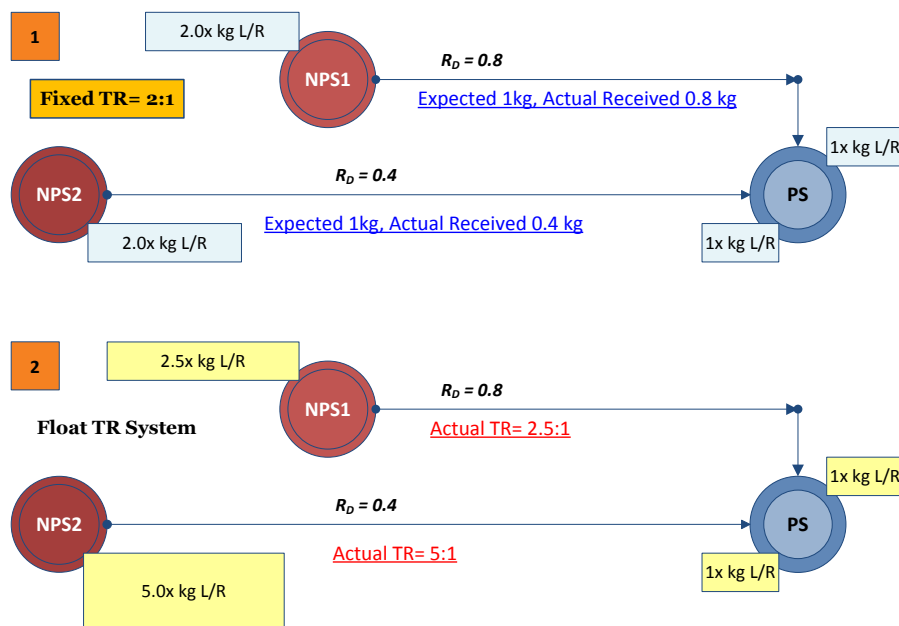 1
2.0x kg L/R
NPS1
R_D = 0.8
Fixed TR= 2:1
Expected 1kg, Actual Received 0.8 kg
1x kg L/R
NPS2
R_D = 0.4
PS
Expected 1kg, Actual Received 0.4 kg
2.0x kg L/R
1x kg L/R
2
2.5x kg L/R
NPS1
R_D = 0.8
Float TR System
Actual TR= 2.5:1
1x kg L/R
NPS2
R_D = 0.4
PS
Actual TR= 5:1
1x kg L/R
5.0x kg L/R